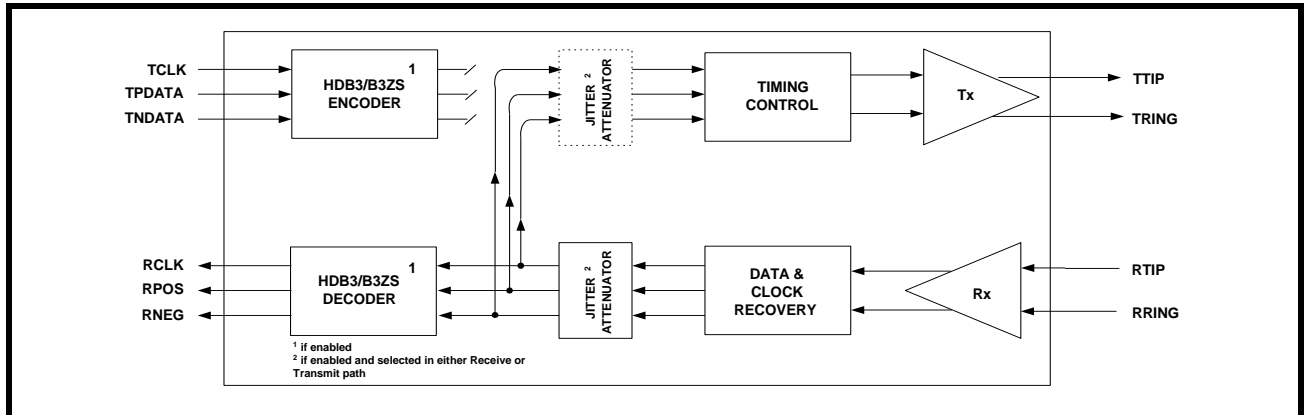 TCLK
TPDATA
TNDATA
HDB3/B3ZS 1
ENCODER
JITTER 2
ATTENUATOR
TIMING
CONTROL
Tx
TTIP
TRING
RCLK
RPOS
RNEG
HDB3/B3ZS 1
DECODER
JITTER 2
ATTENUATOR
DATA &
CLOCK
RECOVERY
Rx
RTIP
RRING
1 if enabled
2 if enabled and selected in either Receive or
Transmit path